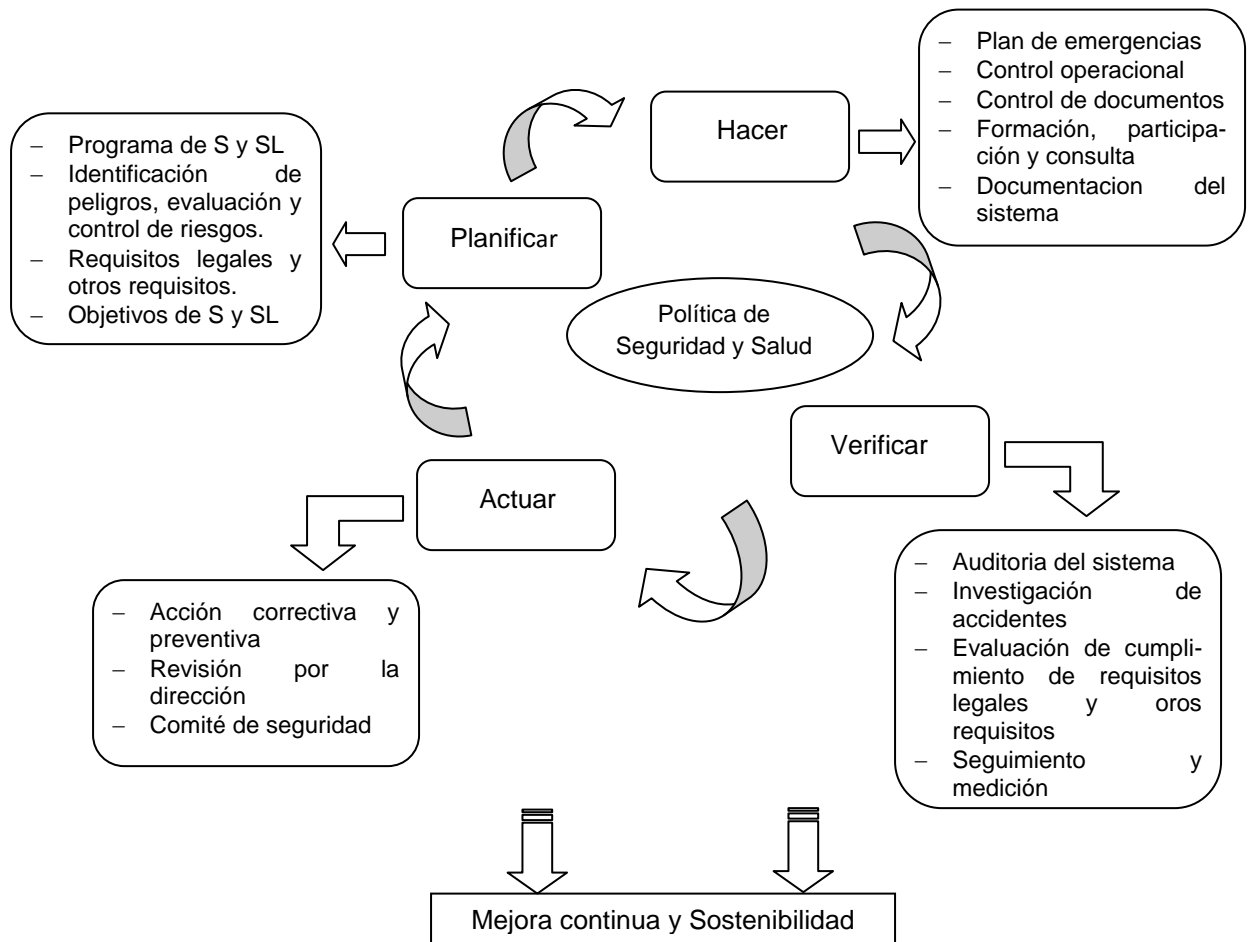 – Plan de emergencias
– Control operacional
– Control de documentos
– Formación, participa-
ción y consulta
– Documentacion del
sistema
Hacer
– Programa de S y SL
– Identificación de
peligros, evaluación y
control de riesgos.
– Requisitos legales y
otros requisitos.
– Objetivos de S y SL
Planificar
Política de
Seguridad y Salud
Verificar
Actuar
– Auditoria del sistema
– Investigación de
accidentes
– Evaluación de cumpli-
miento de requisitos
legales y oros
requisitos
– Seguimiento y
medición
– Acción correctiva y
preventiva
– Revisión por la
dirección
– Comité de seguridad
Mejora continua y Sostenibilidad